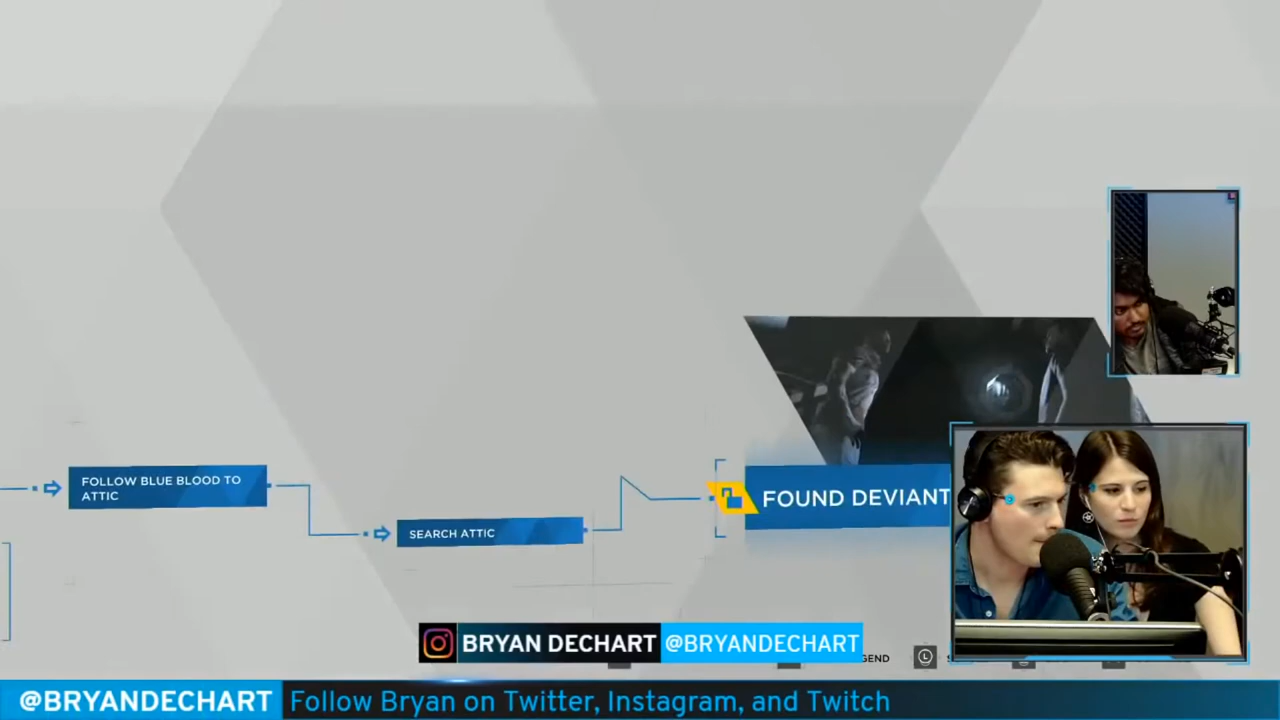 FOLLOW BLUE BLOOD TO
ATTIC
SEARCH ATTIC
FOUND DEVIANT
BRYAN DECHART @BRYANDECHART
GEND
L
@BRYANDECHART Follow Bryan on Twitter, Instagram, and Twitch